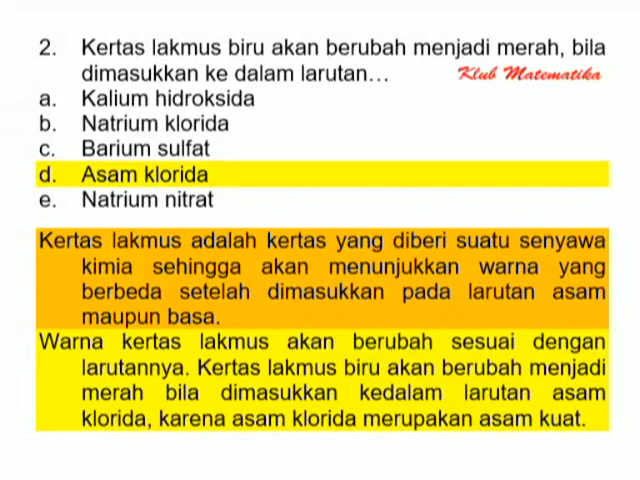 2. Kertas lakmus biru akan berubah menjadi merah, bila
dimasukkan ke dalam larutan…
Klub Matematika
a. Kalium hidroksida
b. Natrium klorida
c. Barium sulfat
d. Asam klorida
e. Natrium nitrat
Kertas lakmus adalah kertas yang diberi suatu senyawa
kimia sehingga akan menunjukkan warna yang
berbeda setelah dimasukkan pada larutan asam
maupun basa.
Warna kertas lakmus akan berubah sesuai dengan
larutannya. Kertas lakmus biru akan berubah menjadi
merah bila dimasukkan kedalam larutan asam
klorida, karena asam klorida merupakan asam kuat.